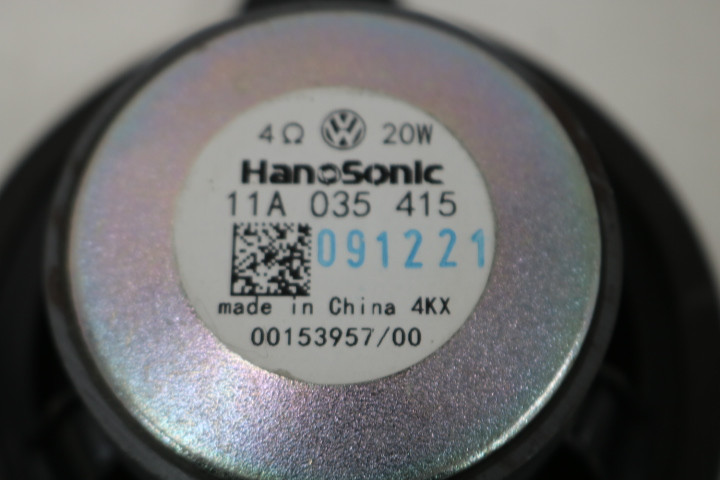 4Ω 20W
HanoSonic
11A 035 415
091221
made in China 4KX
00153957/00